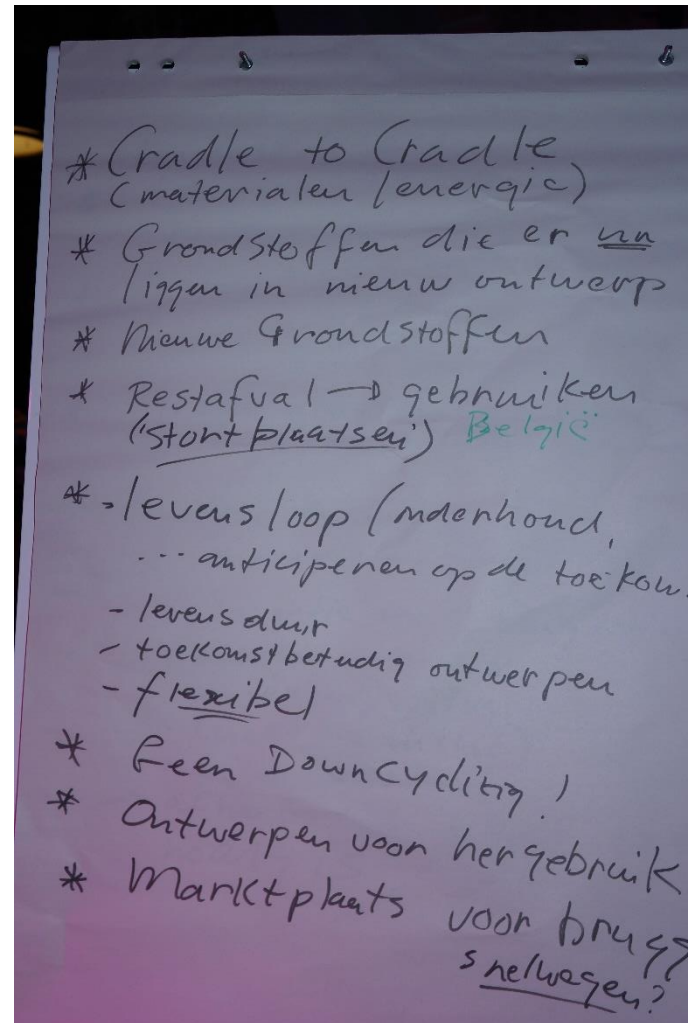 * Cradle to Cradle
(materialen / energie)
* Grondstoffen die er nu
liggen in nieuw ontwerp
* Nieuwe Grondstoffen
* Restafval → gebruiken
('stortplaatsen') België
* - levensloop (onderhoud,
... anticiperen op de toekom
- levensduur
- toekomstbestendig ontwerpen
- flexibel
* Geen DownCycling!
* Ontwerpen voor hergebruik
* Marktplaats voor brugg
snelwegen?